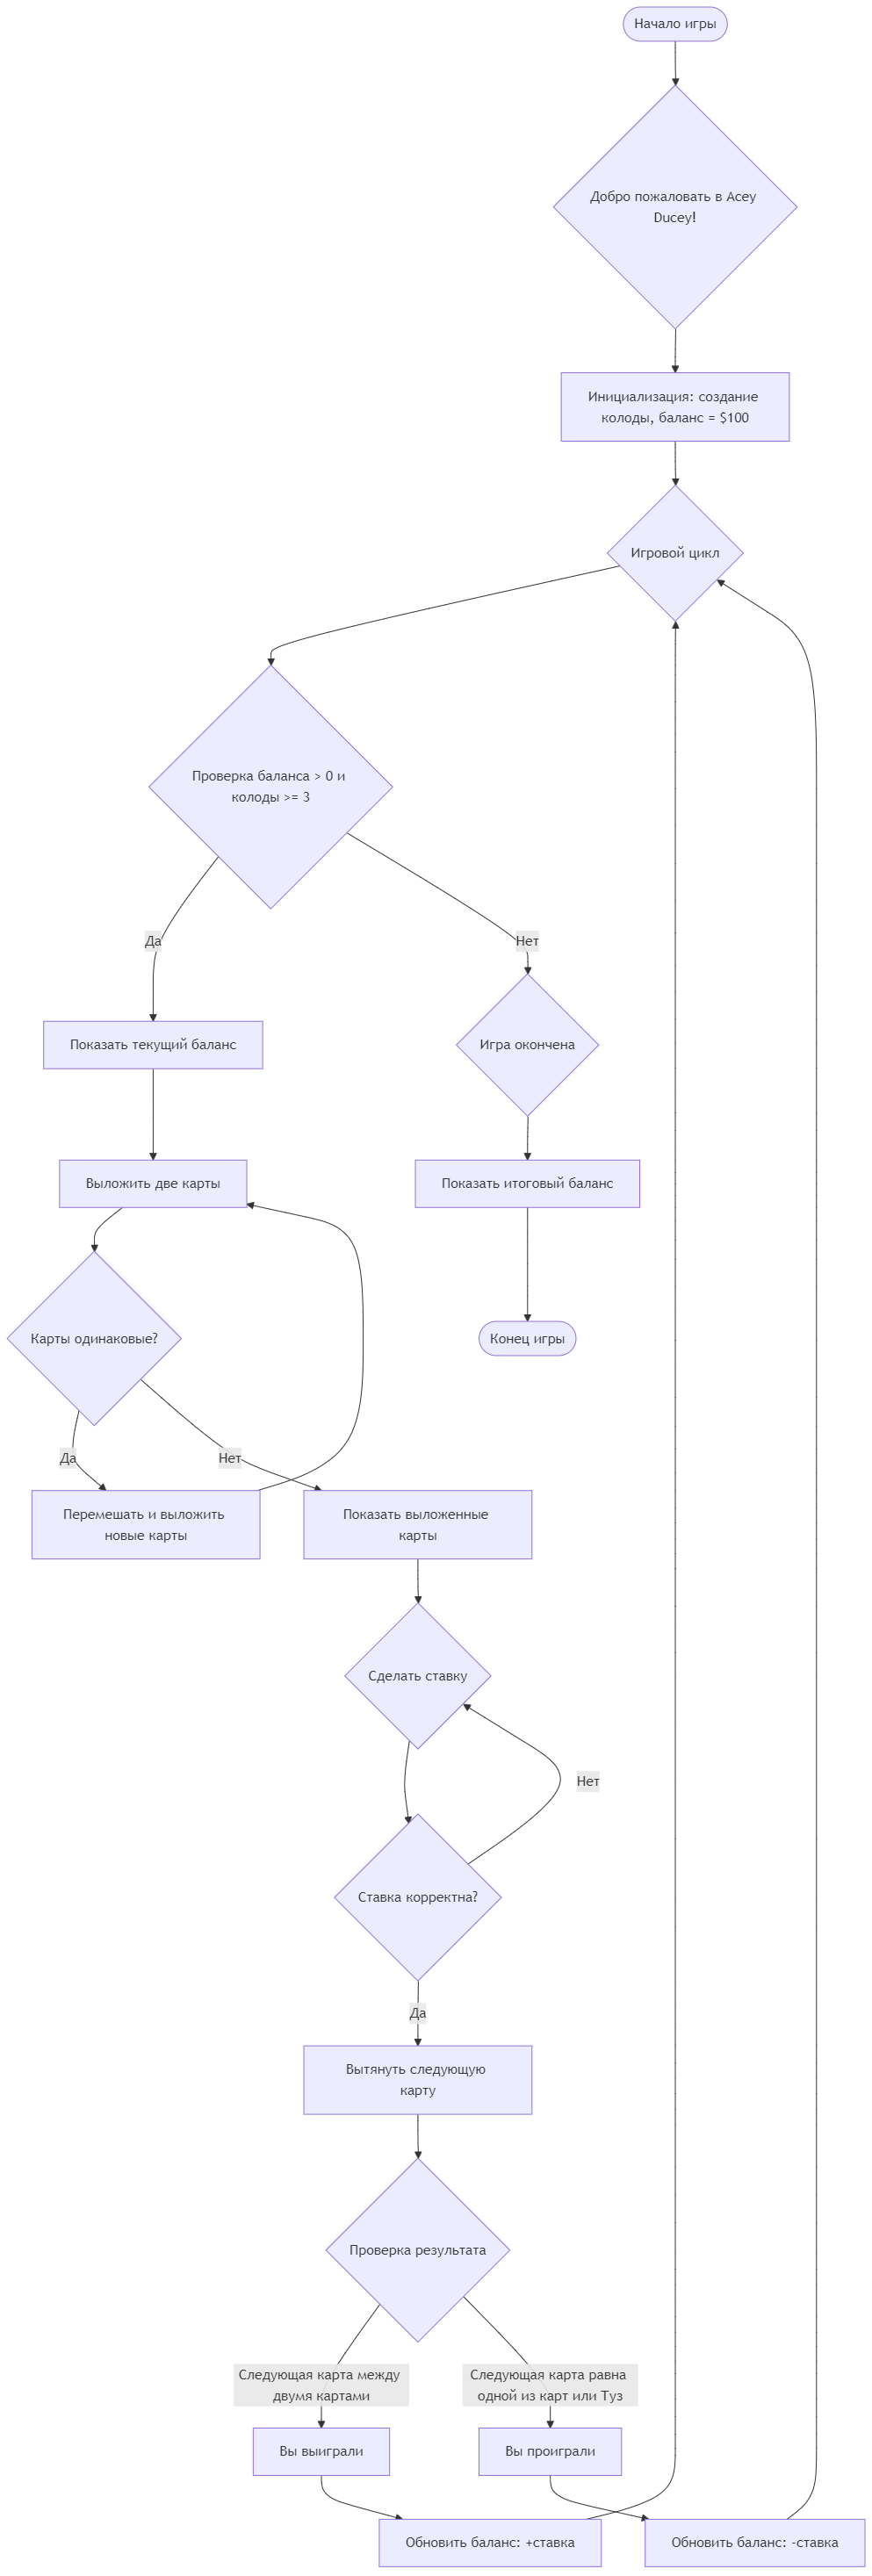 Начало игры
Добро пожаловать в Acey
Ducey!
Инициализация: создание
колоды, баланс = $100
Игровой цикл
Проверка баланса > 0 и
колоды >= 3
Да
Нет
Показать текущий баланс
Игра окончена
Выложить две карты
Показать итоговый баланс
Карты одинаковые?
Конец игры
Да
Нет
Перемешать и выложить
новые карты
Показать выложенные
карты
Сделать ставку
Нет
Ставка корректна?
Да
Вытянуть следующую
карту
Проверка результата
Следующая карта между
двумя картами
Следующая карта равна
одной из карт или Туз
Вы выиграли
Вы проиграли
Обновить баланс: +ставка
Обновить баланс: -ставка